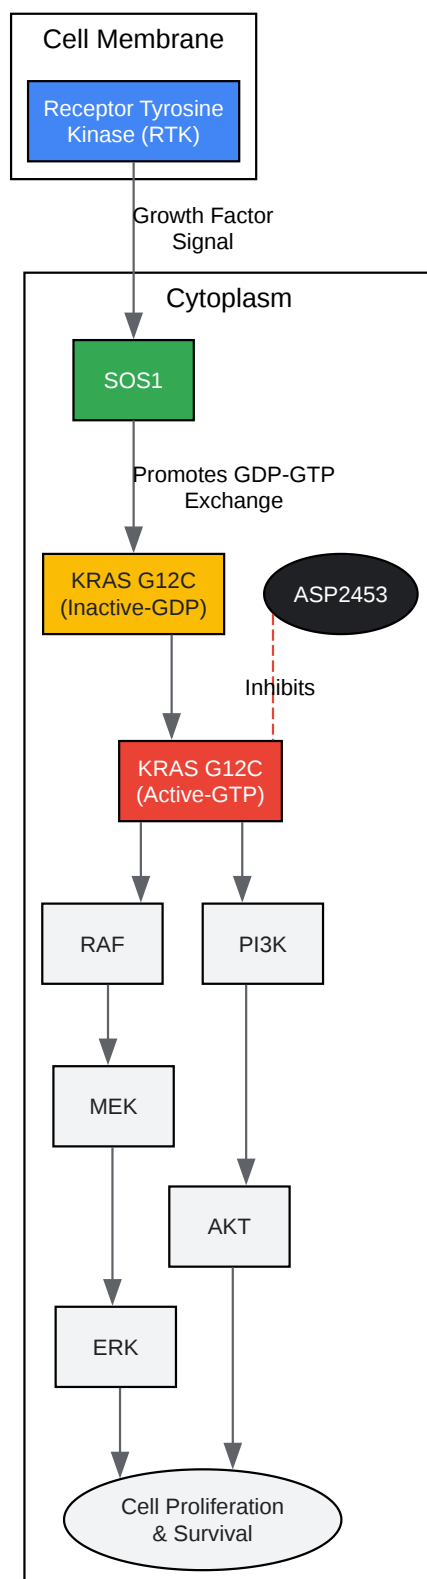 Cell Membrane
Receptor Tyrosine
Kinase (RTK)
Growth Factor
Signal
Cytoplasm
SOS1
Promotes GDP-GTP
Exchange
KRAS G12C
(Inactive-GDP)
ASP2453
Inhibits
KRAS G12C
(Active-GTP)
RAF
PI3K
MEK
AKT
ERK
Cell Proliferation
& Survival